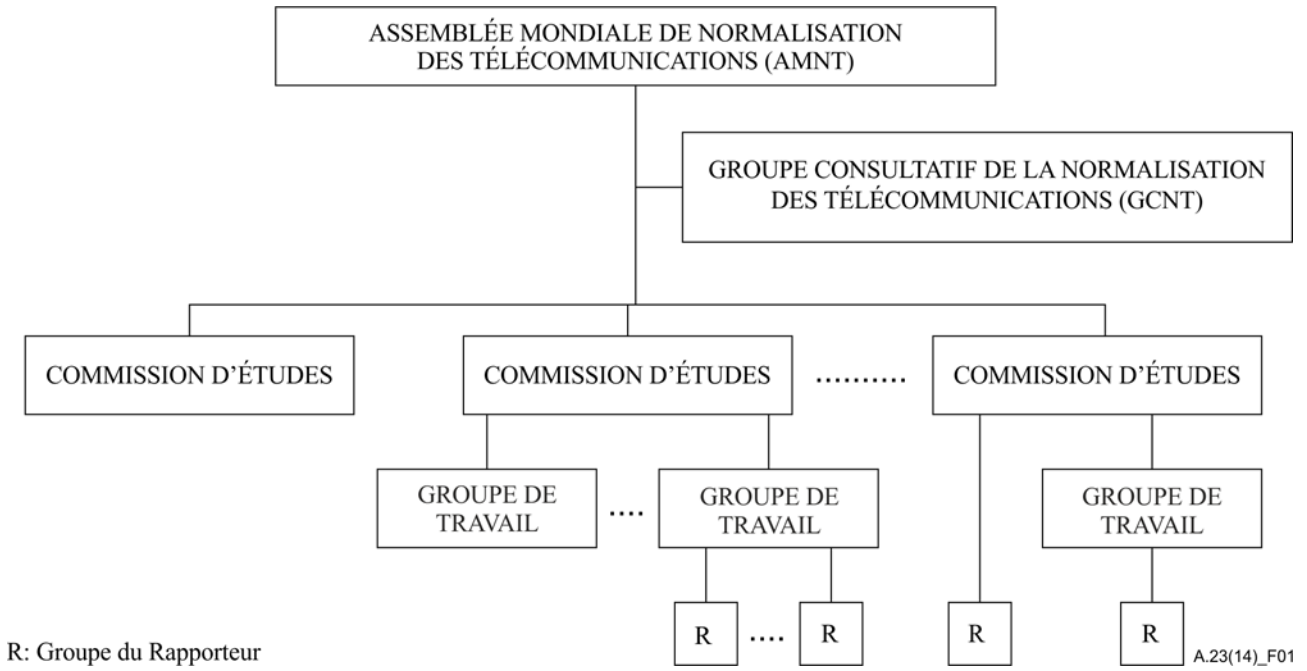 ASSEMBLÉE MONDIALE DE NORMALISATION
DES TÉLÉCOMMUNICATIONS (AMNT)
GROUPE CONSULTATIF DE LA NORMALISATION
DES TÉLÉCOMMUNICATIONS (GCNT)
COMMISSION D'ÉTUDES
COMMISSION D'ÉTUDES
..........
COMMISSION D'ÉTUDES
GROUPE DE
TRAVAIL
....
GROUPE DE
TRAVAIL
GROUPE DE
TRAVAIL
R
....
R
R
R
R: Groupe du Rapporteur
A.23(14)_F01